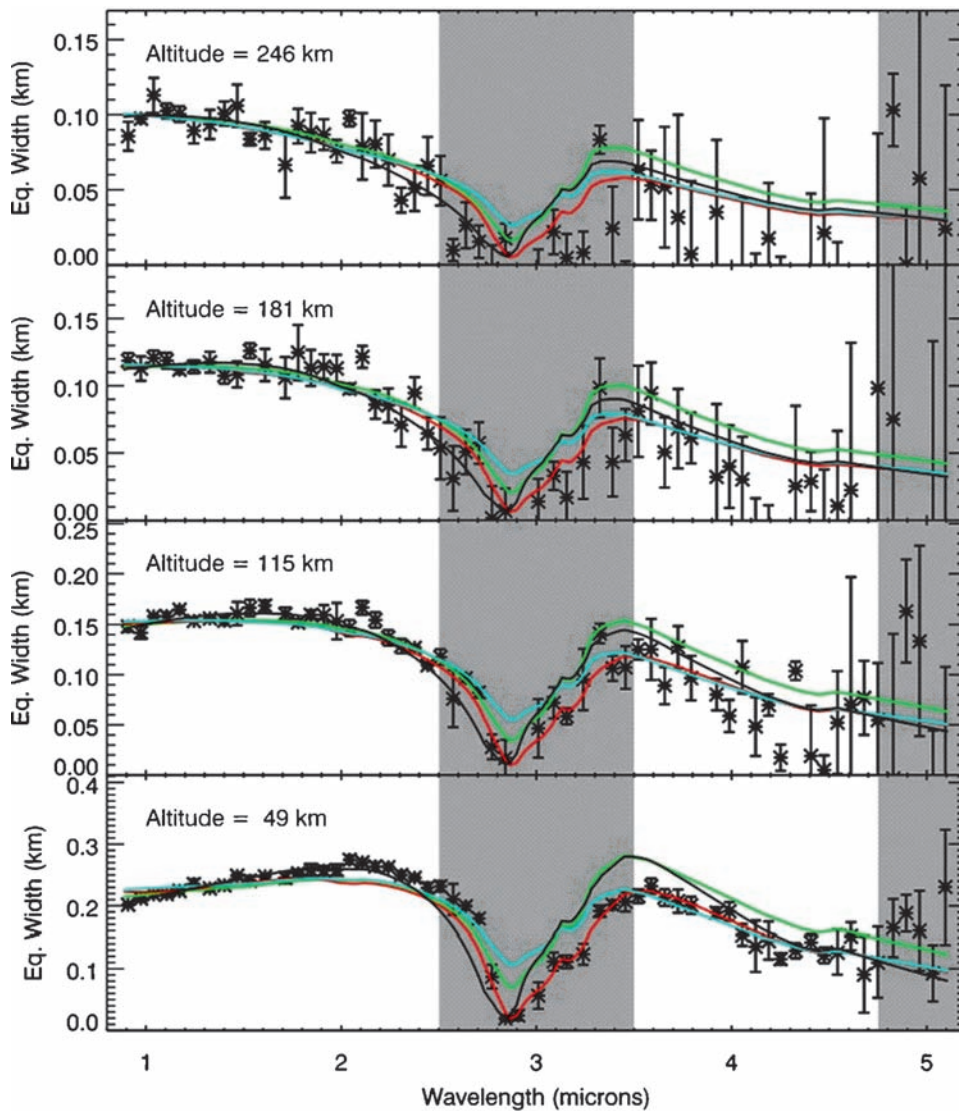 0.15
0.10
0.05
0.00
Eq. Width (km)
Altitude = 246 km
0.15
0.10
0.05
0.00
Eq. Width (km)
Altitude = 181 km
0.25
0.20
0.15
0.10
0.05
0.00
Eq. Width (km)
Altitude = 115 km
0.4
0.3
0.2
0.1
0.0
Eq. Width (km)
Altitude = 49 km
1 2 3 4 5
Wavelength (microns)